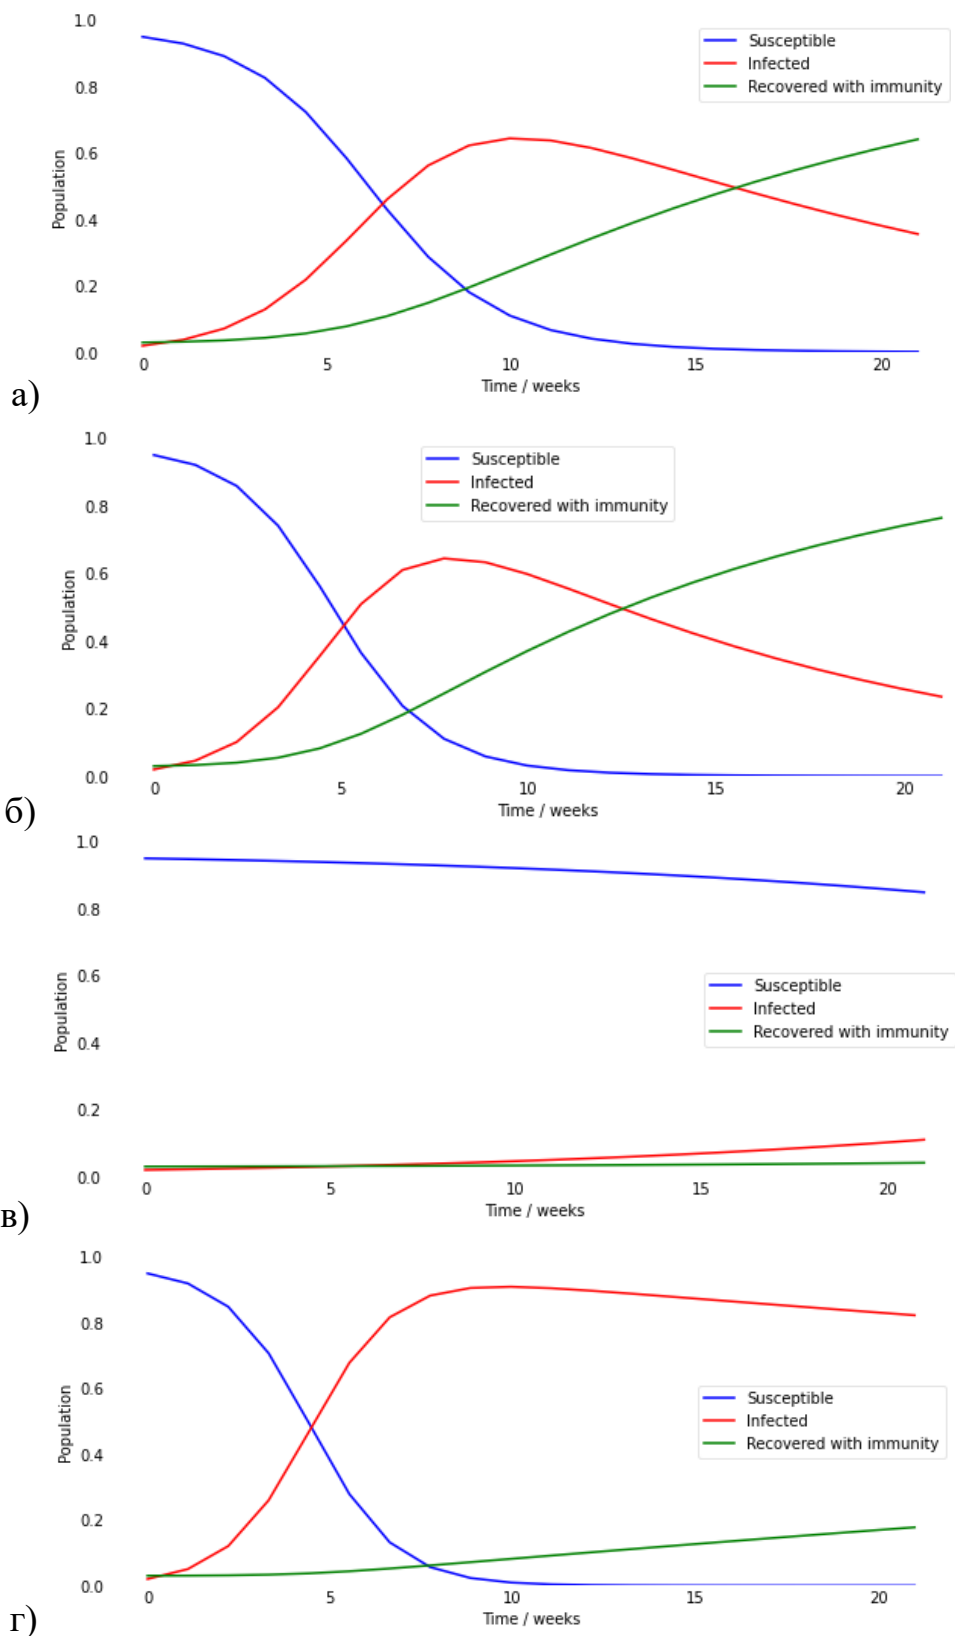 1.0
Susceptible
Infected
Recovered with immunity
0.8
0.6
Population
0.4
0.2
0.0
0 5 10 15 20
Time / weeks
а)
1.0
Susceptible
Infected
Recovered with immunity
0.8
0.6
Population
0.4
0.2
0.0
0 5 10 15 20
Time / weeks
б)
1.0
0.8
0.6
Susceptible
Infected
Recovered with immunity
Population
0.4
0.2
0.0
0 5 10 15 20
Time / weeks
в)
1.0
0.8
0.6
Susceptible
Infected
Recovered with immunity
Population
0.4
0.2
0.0
0 5 10 15 20
Time / weeks
г)